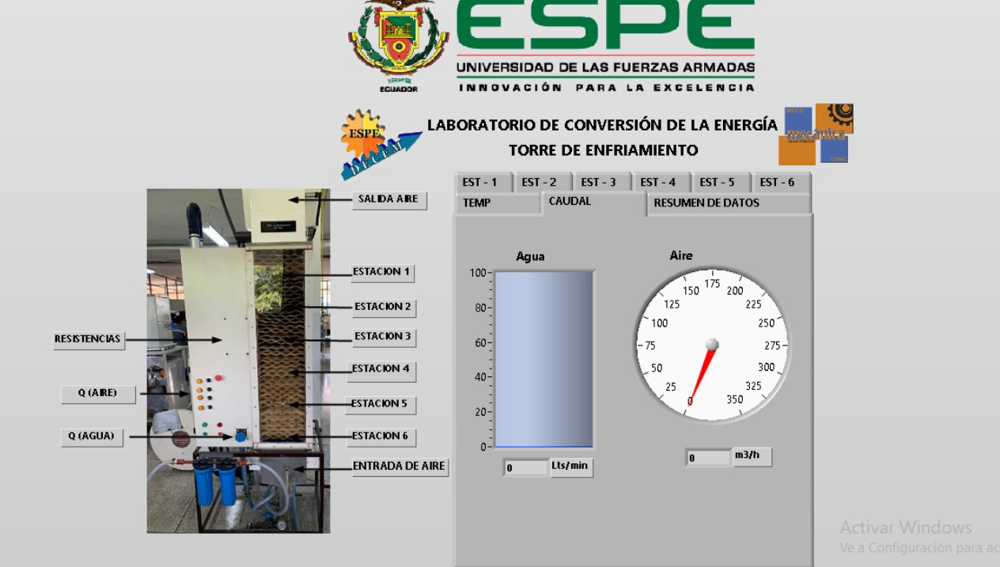 ESPE
UNIVERSIDAD DE LAS FUERZAS ARMADAS
INNOVACIÓN PARA LA EXCELENCIA
1922
ECUADOR
ESPE
DECEM
LABORATORIO DE CONVERSIÓN DE LA ENERGÍA
TORRE DE ENFRIAMIENTO
mecánica
EST - 1 EST - 2 EST - 3 EST - 4 EST - 5 EST - 6
TEMP CAUDAL RESUMEN DE DATOS
SALIDA AIRE
ESTACION 1
ESTACION 2
ESTACION 3
ESTACION 4
ESTACION 5
ESTACION 6
ENTRADA DE AIRE
RESISTENCIAS
Q (AIRE)
Q (AGUA)
Agua
100
80
60
40
20
0
0 Lts/min
Aire
0 25 50 75 100 125 150 175 200 225 250 275 300 325 350
0 m3/h
Activar Windows
Ve a Configuración para ac